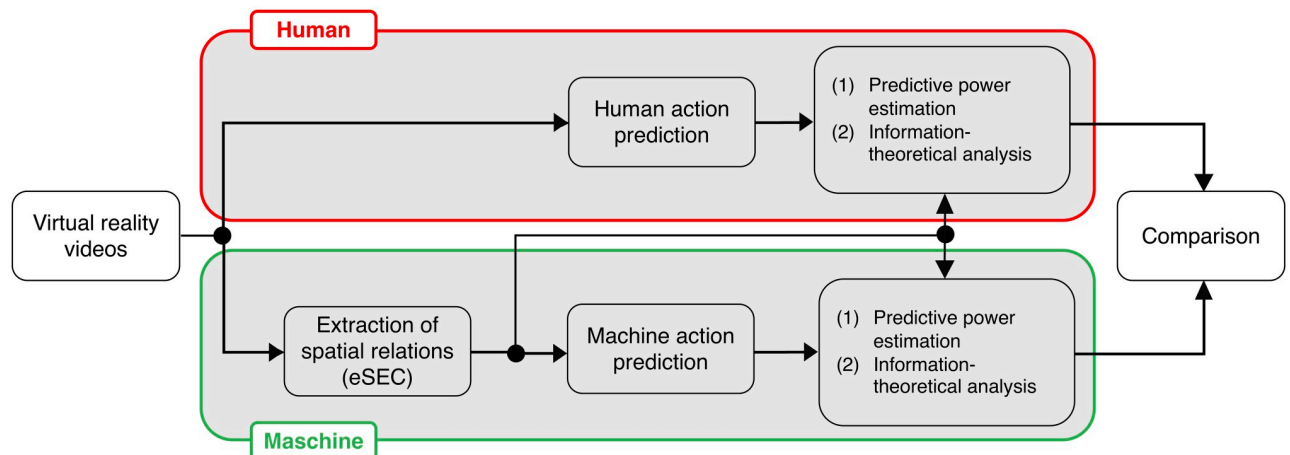 Human
Human action
prediction
(1) Predictive power
estimation
(2) Information-
theoretical analysis
Virtual reality
videos
Comparison
Extraction of
spatial relations
(eSEC)
Machine action
prediction
(1) Predictive power
estimation
(2) Information-
theoretical analysis
Maschine